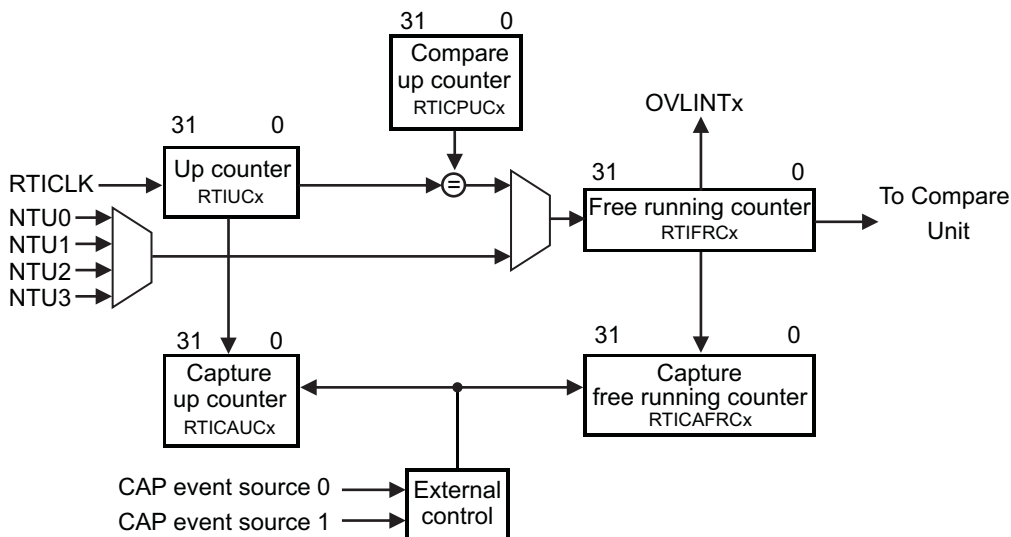 31 0
Compare
up counter
RTICPUCx
OVLINTx
31 0
Up counter
RTIUCx
RTICLK
=
31 0
Free running counter
RTIFRCx
To Compare
Unit
NTU0
NTU1
NTU2
NTU3
31 0
Capture
up counter
RTICAUCx
31 0
Capture
free running counter
RTICAFRCx
CAP event source 0
CAP event source 1
External
control